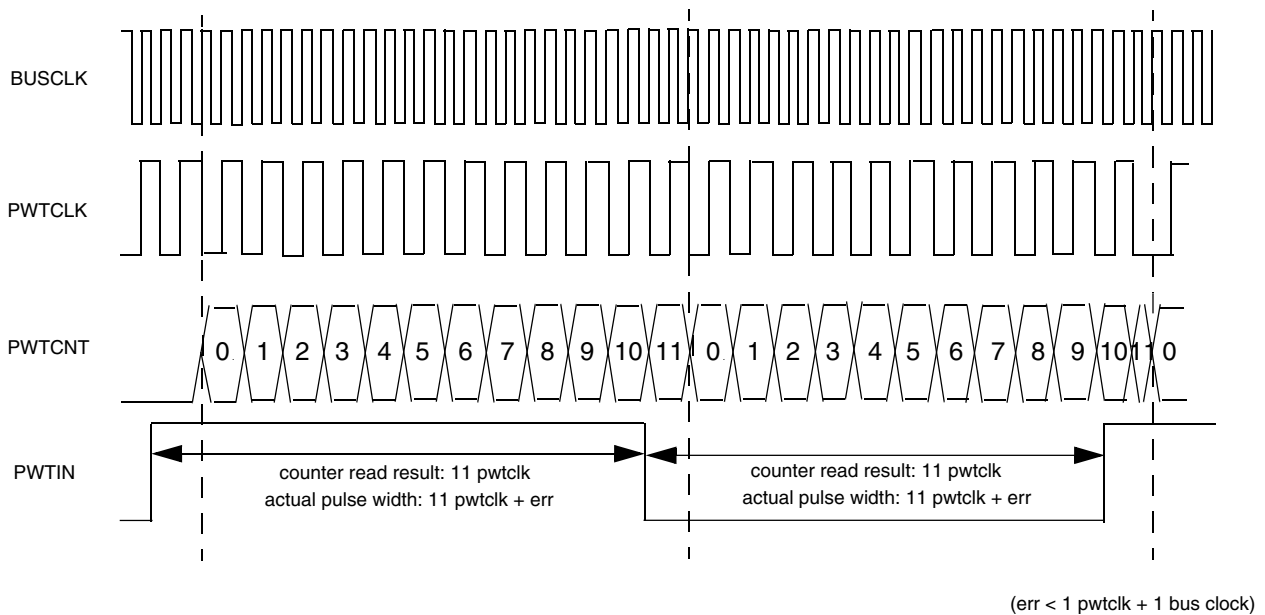 BUSCLK
PWTCLK
PWTCNT 0 1 2 3 4 5 6 7 8 9 10 11 0 1 2 3 4 5 6 7 8 9 10 11 0
PWTIN
counter read result: 11 pwtclk
actual pulse width: 11 pwtclk + err
counter read result: 11 pwtclk
actual pulse width: 11 pwtclk + err
(err < 1 pwtclk + 1 bus clock)